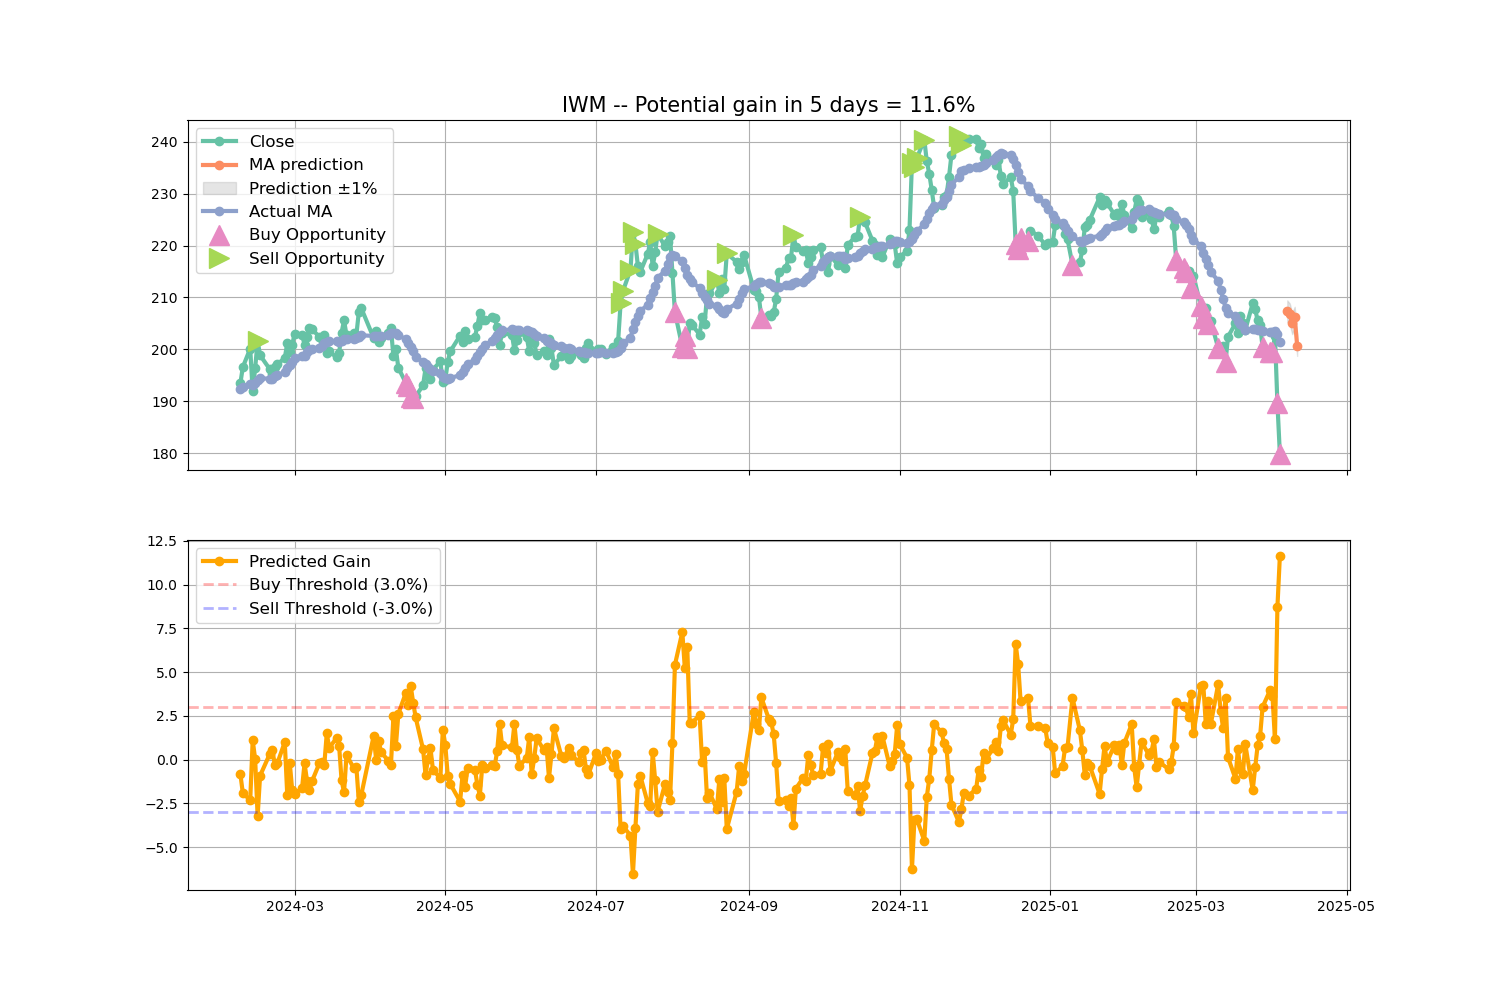 IWM -- Potential gain in 5 days = 11.6%
Close
MA prediction
Prediction ±1%
Actual MA
Buy Opportunity
Sell Opportunity
240
230
220
210
200
190
180
Predicted Gain
Buy Threshold (3.0%)
Sell Threshold (-3.0%)
12.5
10.0
7.5
5.0
2.5
0.0
−2.5
−5.0
2024-03 2024-05 2024-07 2024-09 2024-11 2025-01 2025-03 2025-05